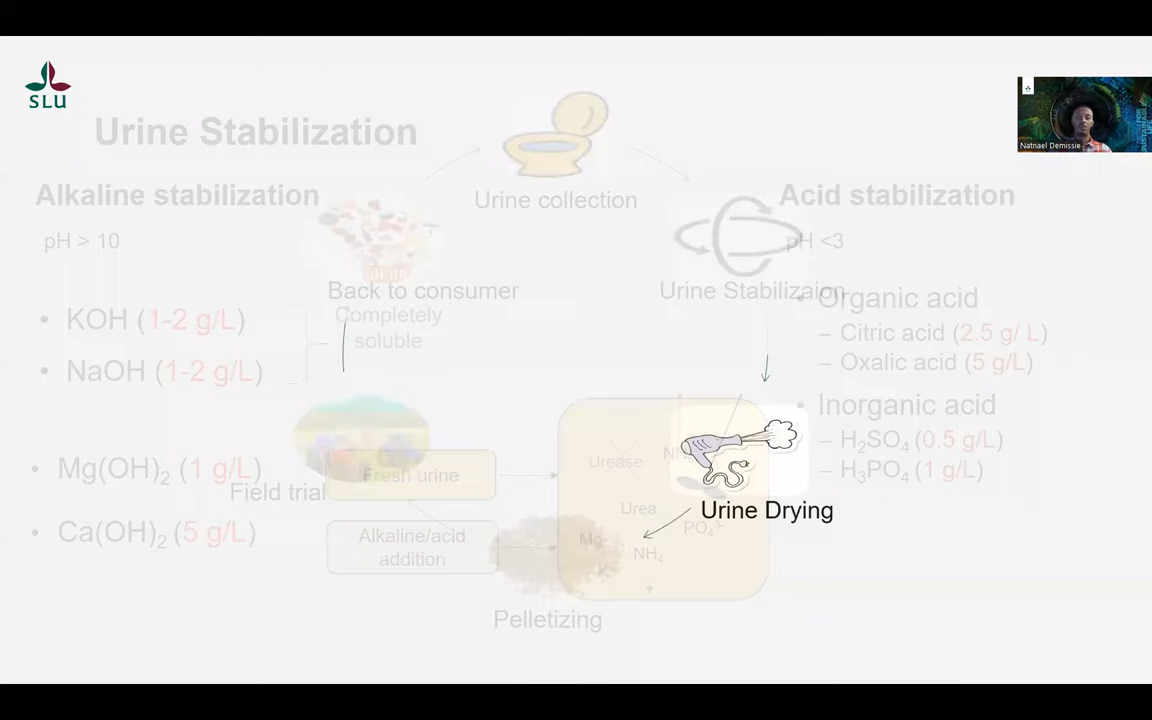 SLU
Urine Stabilization
Natnael Demissie
Alkaline stabilization
Urine collection
Acid stabilization
pH > 10
pH <3
Back to consumer
Urine Stabilizaion
Completely
soluble
• KOH (1-2 g/L)
• NaOH (1-2 g/L)
• Organic acid
– Citric acid (2.5 g/ L)
– Oxalic acid (5 g/L)
• Inorganic acid
– H2SO4 (0.5 g/L)
– H3PO4 (1 g/L)
• Mg(OH)2 (1 g/L)
• Ca(OH)2 (5 g/L)
Field trial
Fresh urine
Alkaline/acid
addition
Urease
Urea
PO4 3-
NH4
Urine Drying
Pelletizing